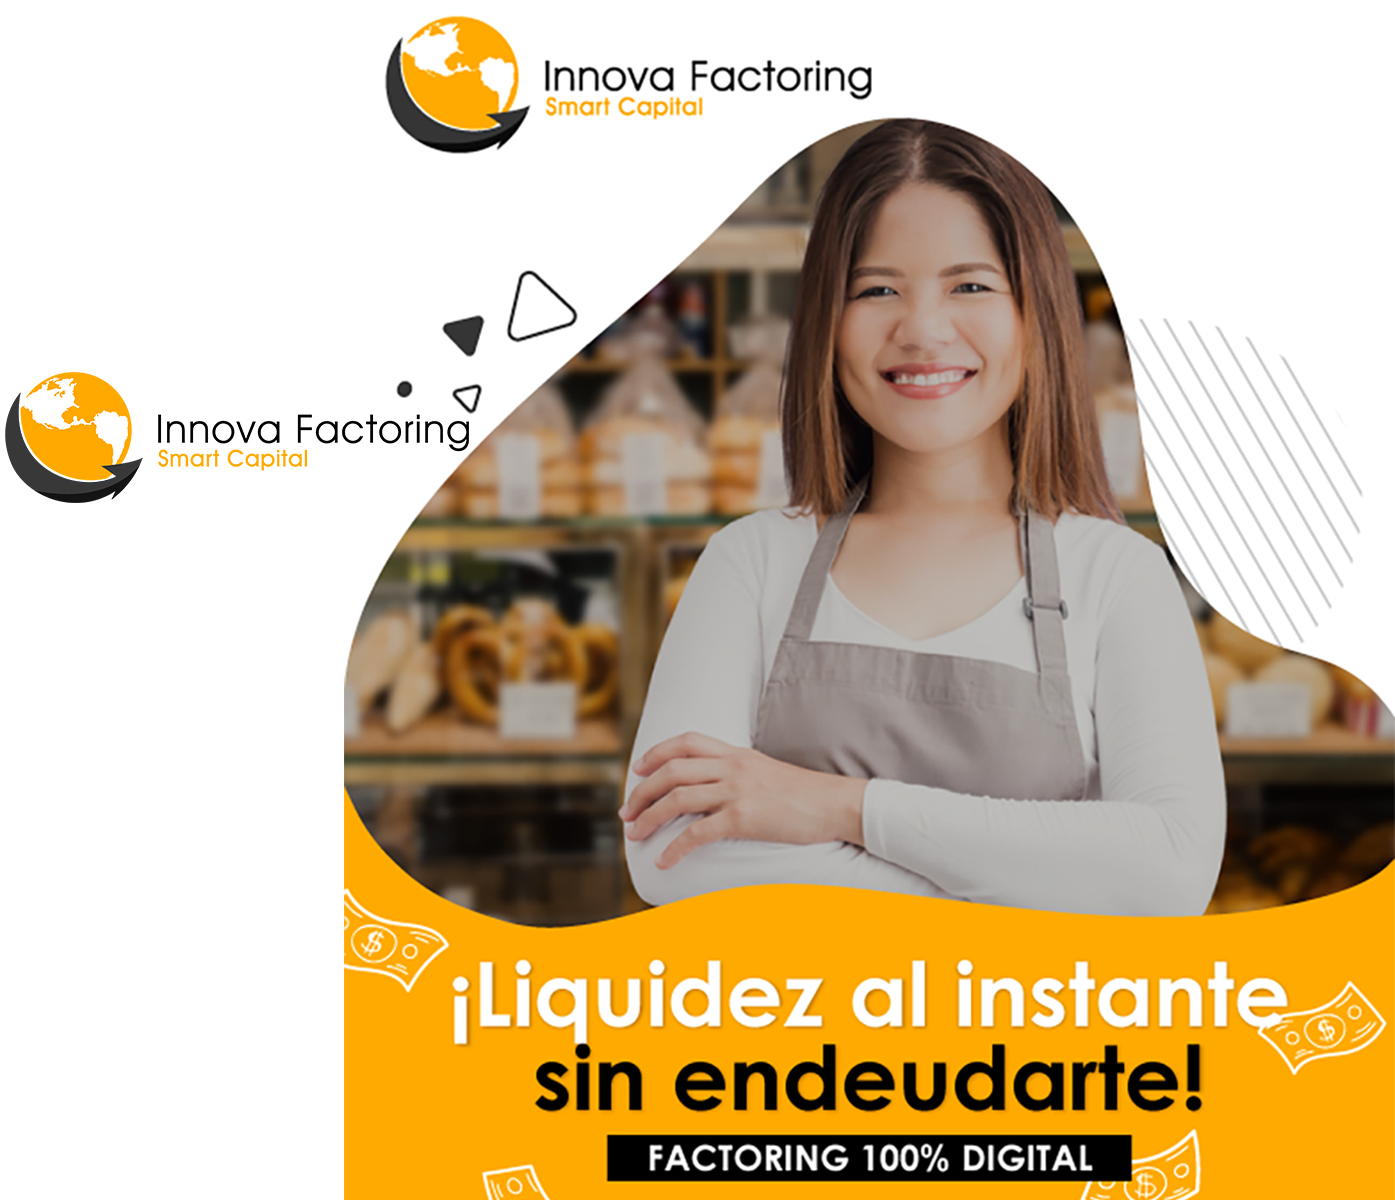 Innova Factoring
Smart Capital
Innova Factoring
Smart Capital
¡Liquidez al instante
sin endeudarte!
FACTORING 100% DIGITAL